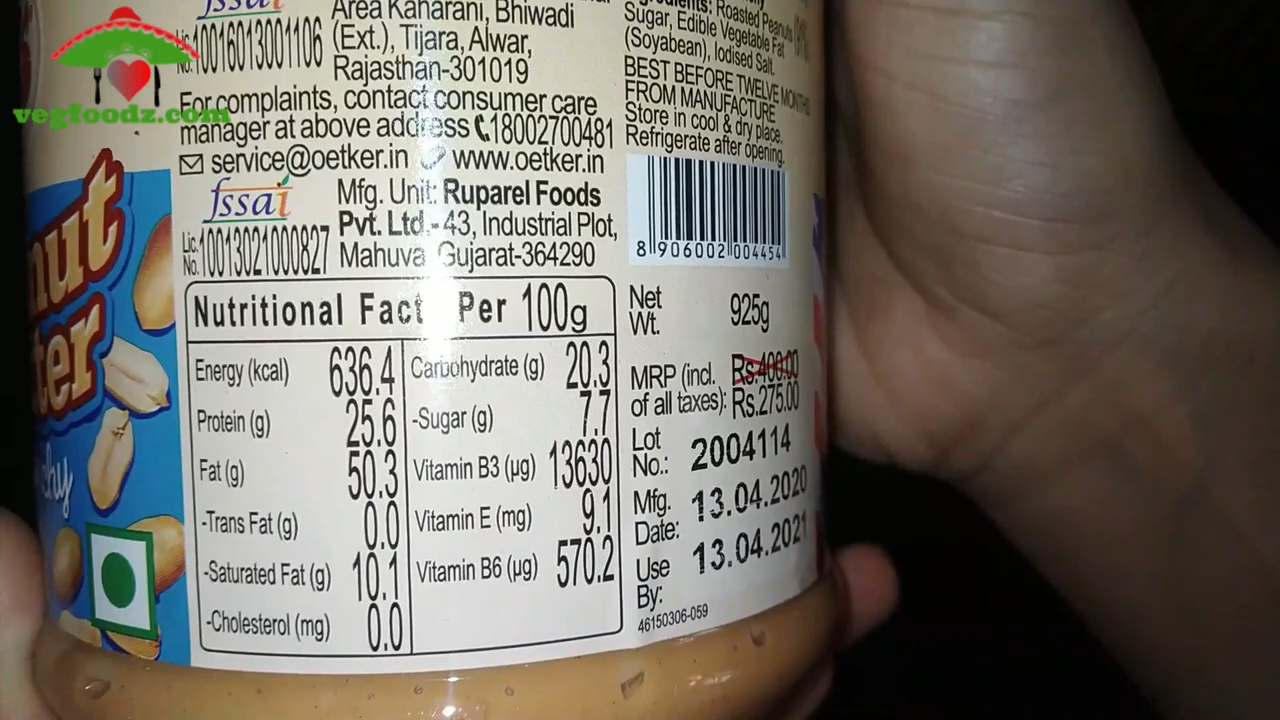 fssai
Lic. No. 10016013001106
Area Kaharani, Bhiwadi
(Ext.), Tijara, Alwar,
Rajasthan-301019
For complaints, contact consumer care
manager at above address 18002700481
service@oetker.in www.oetker.in
fssai
Lic. No. 10013021000827
Mfg. Unit: Ruparel Foods
Pvt. Ltd.- 43, Industrial Plot,
Mahuva Gujarat-364290
Nutritional Fact Per 100g
Energy (kcal) 636.4 Carbohydrate (g) 20.3
Protein (g) 25.6 -Sugar (g) 7.7
Fat (g) 50.3 Vitamin B3 (µg) 13630
-Trans Fat (g) 0.0 Vitamin E (mg) 9.1
-Saturated Fat (g) 10.1 Vitamin B6 (µg) 570.2
-Cholesterol (mg) 0.0
Roasted Peanuts
Sugar, Edible Vegetable Fat
(Soyabean), Iodised Salt.
BEST BEFORE TWELVE MONTHS
FROM MANUFACTURE
Store in cool & dry place.
Refrigerate after opening.
8 906002 004454
Net Wt. 925g
MRP (incl. Rs.400.00
of all taxes): Rs.275.00
Lot No.: 2004114
Mfg. Date: 13.04.2020
Use By: 13.04.2021
46150306-059
vegfoodz.com